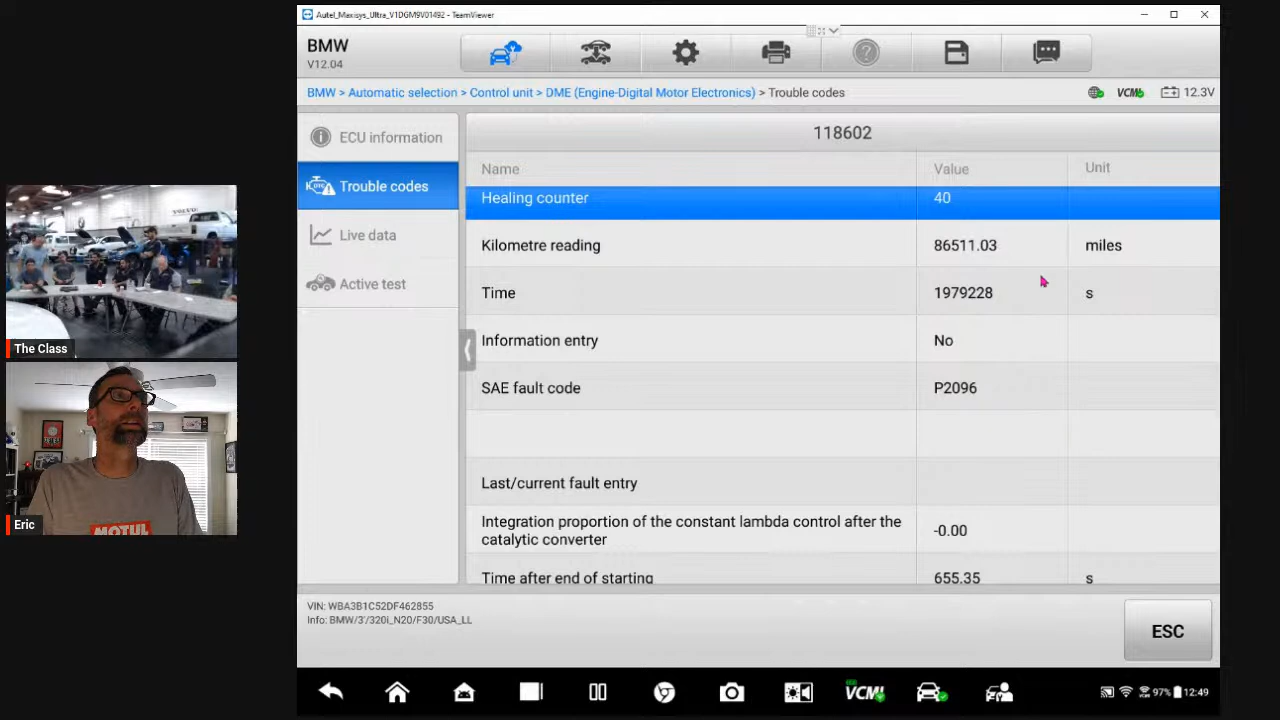 Autel_Maxisys_Ultra_V1DGM9V01492 - TeamViewer
BMW
V12.04
BMW > Automatic selection > Control unit > DME (Engine-Digital Motor Electronics) > Trouble codes
VCMI
12.3V
ECU information
Trouble codes
Live data
Active test
118602
Name Value Unit
Healing counter 40
Kilometre reading 86511.03 miles
Time 1979228 s
Information entry No
SAE fault code P2096
Last/current fault entry
Integration proportion of the constant lambda control after the
catalytic converter -0.00
Time after end of starting 655.35 s
VIN: WBA3B1C52DF462855
Info: BMW/3'/320i_N20/F30/USA_LL
ESC
VCMI
97% 12:49
VOLVO
The Class
MOTUL
Eric